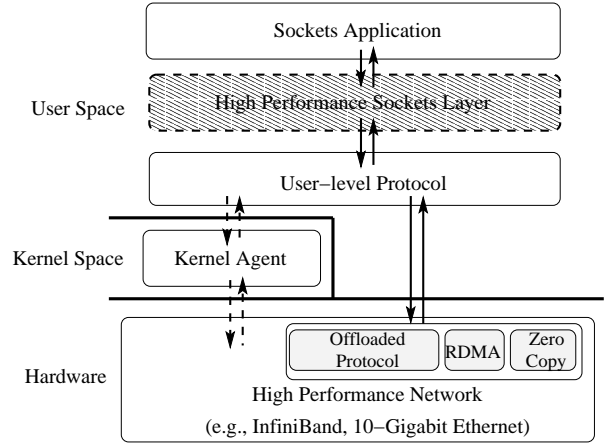 Sockets Application
User Space
High Performance Sockets Layer
User−level Protocol
Kernel Space
Kernel Agent
Offloaded
Protocol
RDMA
Zero
Copy
Hardware
High Performance Network
(e.g., InfiniBand, 10−Gigabit Ethernet)